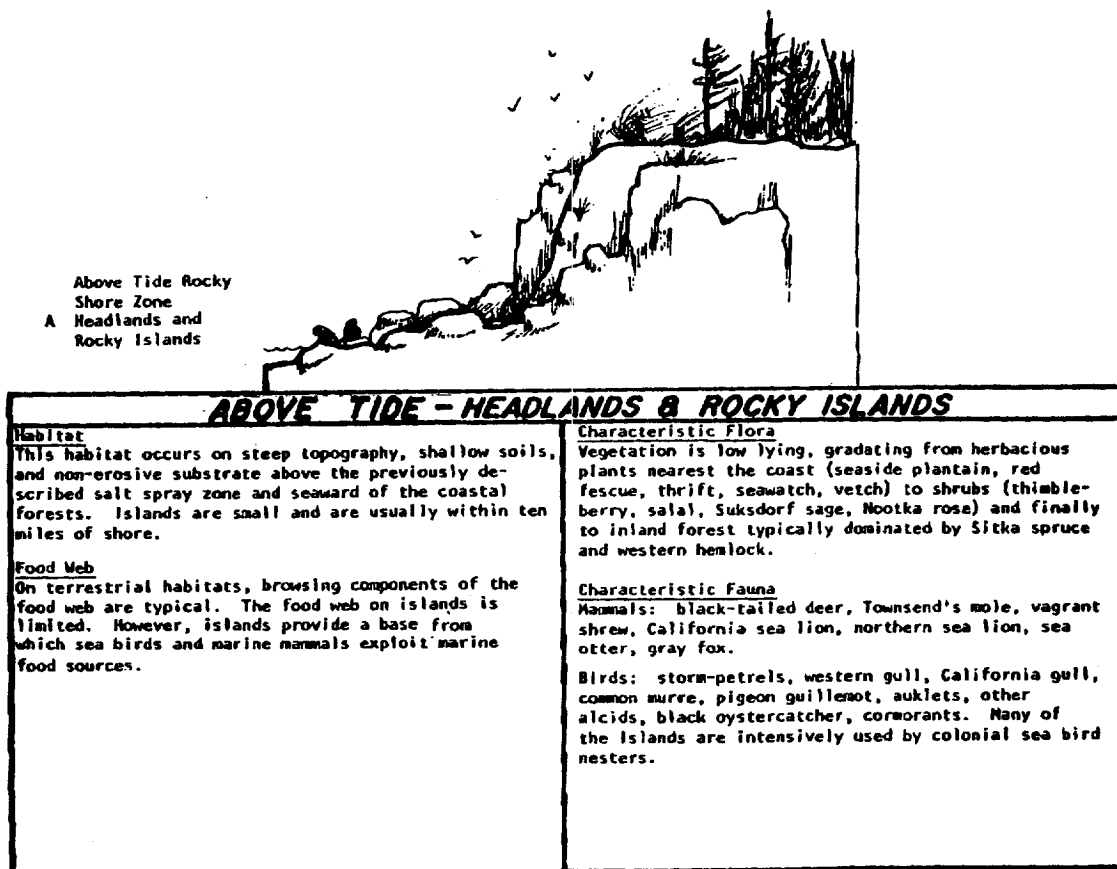 Above Tide Rocky
Shore Zone
A Headlands and
Rocky Islands
ABOVE TIDE - HEADLANDS & ROCKY ISLANDS
Habitat
This habitat occurs on steep topography, shallow soils,
and non-erosive substrate above the previously de-
scribed salt spray zone and seaward of the coastal
forests. Islands are small and are usually within ten
miles of shore.
Food Web
On terrestrial habitats, browsing components of the
food web are typical. The food web on islands is
limited. However, islands provide a base from
which sea birds and marine mammals exploit marine
food sources.
Characteristic Flora
Vegetation is low lying, gradating from herbacious
plants nearest the coast (seaside plantain, red
fescue, thrift, seawatch, vetch) to shrubs (thimble-
berry, salal, Suksdorf sage, Nootka rose) and finally
to inland forest typically dominated by Sitka spruce
and western hemlock.
Characteristic Fauna
Mammals: black-tailed deer, Townsend's mole, vagrant
shrew, California sea lion, northern sea lion, sea
otter, gray fox.
Birds: storm-petrels, western gull, California gull,
common murre, pigeon guillemot, auklets, other
alcids, black oystercatcher, cormorants. Many of
the Islands are intensively used by colonial sea bird
nesters.